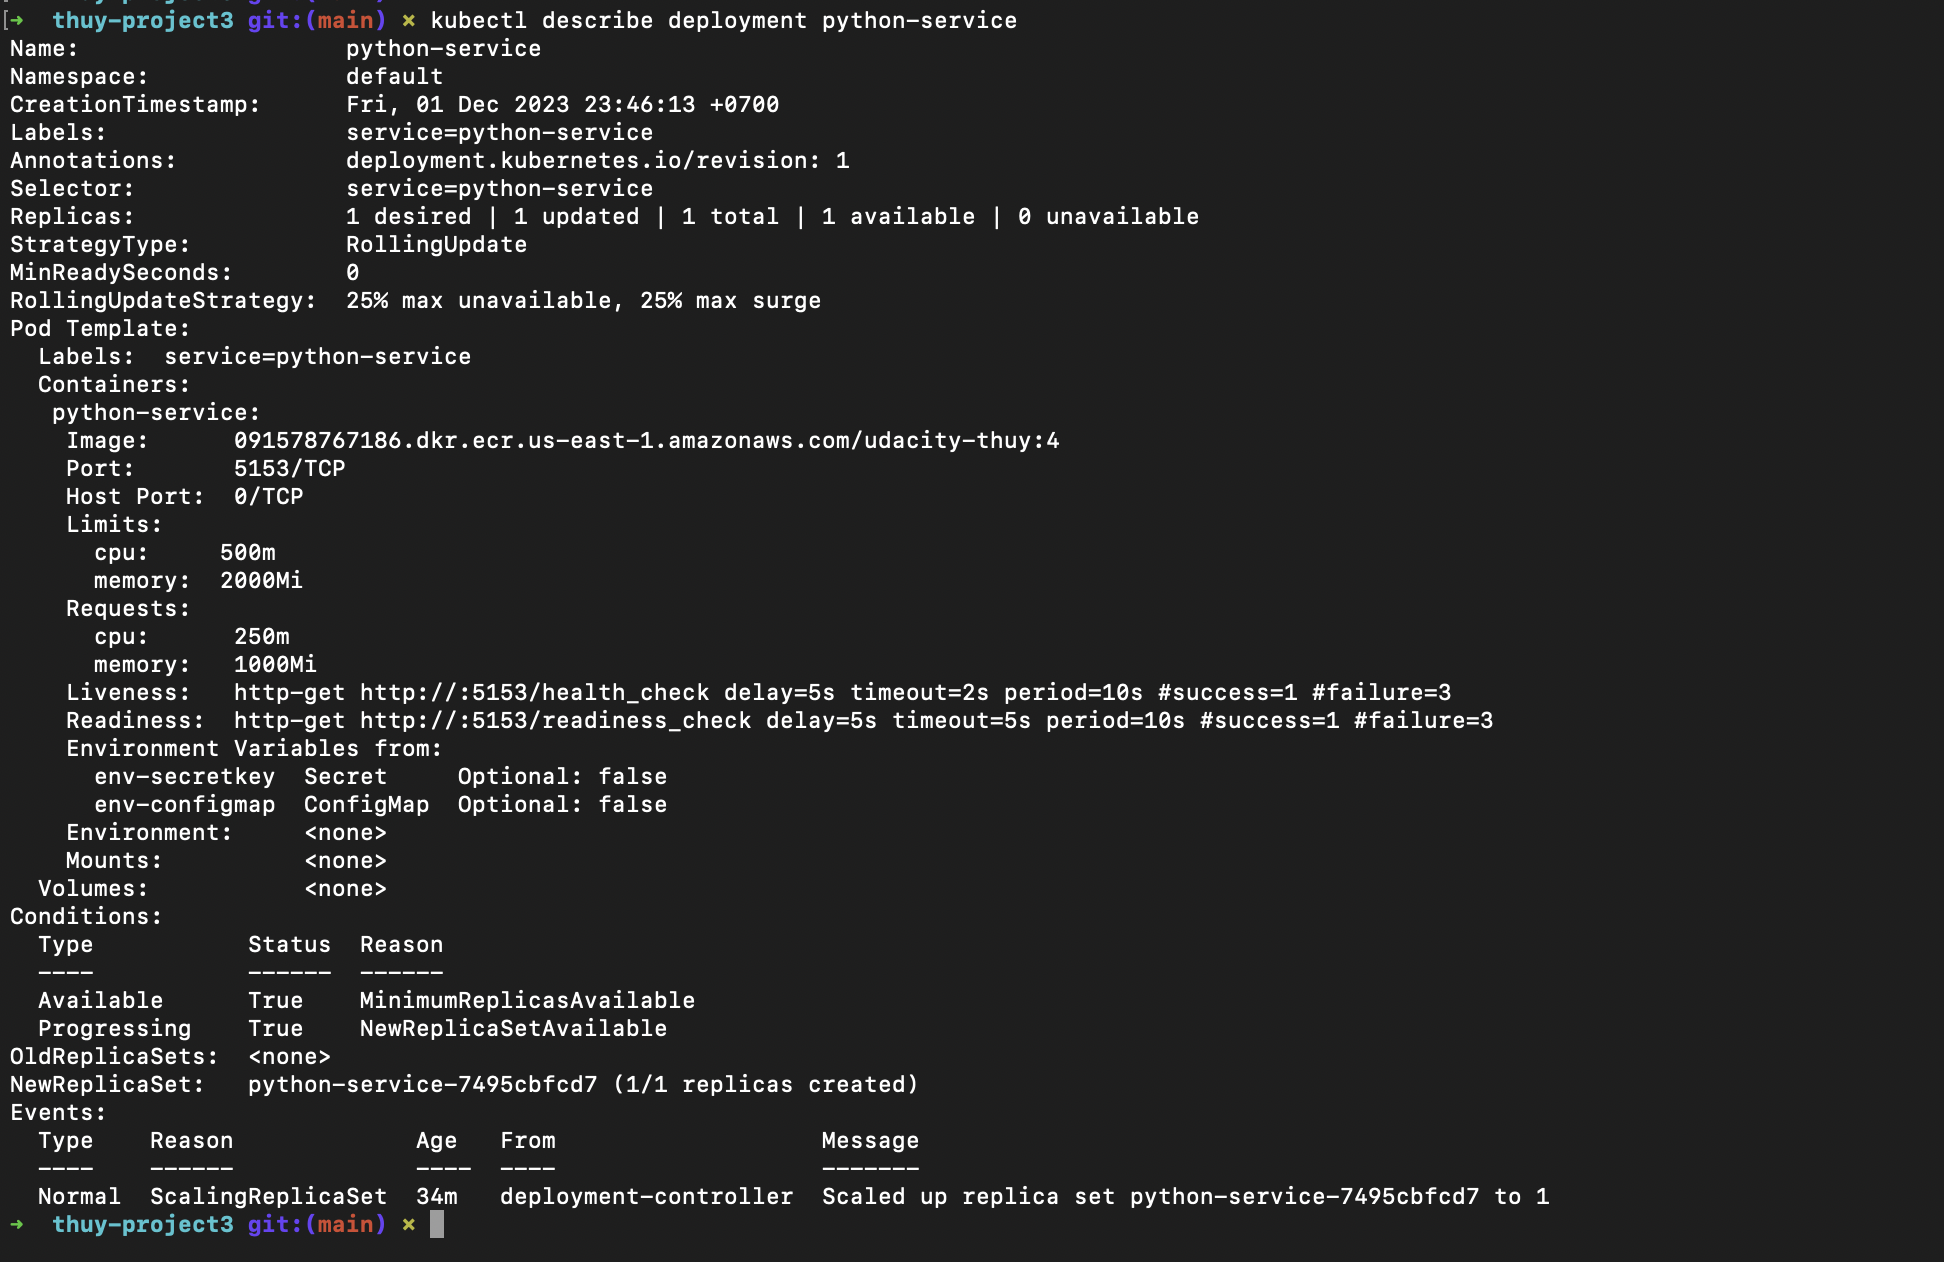 ➜  thuy-project3 git:(main) × kubectl describe deployment python-service
Name:                   python-service
Namespace:              default
CreationTimestamp:      Fri, 01 Dec 2023 23:46:13 +0700
Labels:                 service=python-service
Annotations:            deployment.kubernetes.io/revision: 1
Selector:               service=python-service
Replicas:               1 desired | 1 updated | 1 total | 1 available | 0 unavailable
StrategyType:           RollingUpdate
MinReadySeconds:        0
RollingUpdateStrategy:  25% max unavailable, 25% max surge
Pod Template:
  Labels:  service=python-service
  Containers:
   python-service:
    Image:      091578767186.dkr.ecr.us-east-1.amazonaws.com/udacity-thuy:4
    Port:       5153/TCP
    Host Port:  0/TCP
    Limits:
      cpu:     500m
      memory:  2000Mi
    Requests:
      cpu:      250m
      memory:   1000Mi
    Liveness:   http-get http://:5153/health_check delay=5s timeout=2s period=10s #success=1 #failure=3
    Readiness:  http-get http://:5153/readiness_check delay=5s timeout=5s period=10s #success=1 #failure=3
    Environment Variables from:
      env-secretkey  Secret     Optional: false
      env-configmap  ConfigMap  Optional: false
    Environment:     <none>
    Mounts:          <none>
  Volumes:           <none>
Conditions:
  Type           Status  Reason
  ----           ------  ------
  Available      True    MinimumReplicasAvailable
  Progressing    True    NewReplicaSetAvailable
OldReplicaSets:  <none>
NewReplicaSet:   python-service-7495cbfcd7 (1/1 replicas created)
Events:
  Type    Reason             Age   From                   Message
  ----    ------             ----  ----                   -------
  Normal  ScalingReplicaSet  34m   deployment-controller  Scaled up replica set python-service-7495cbfcd7 to 1
➜  thuy-project3 git:(main) ×